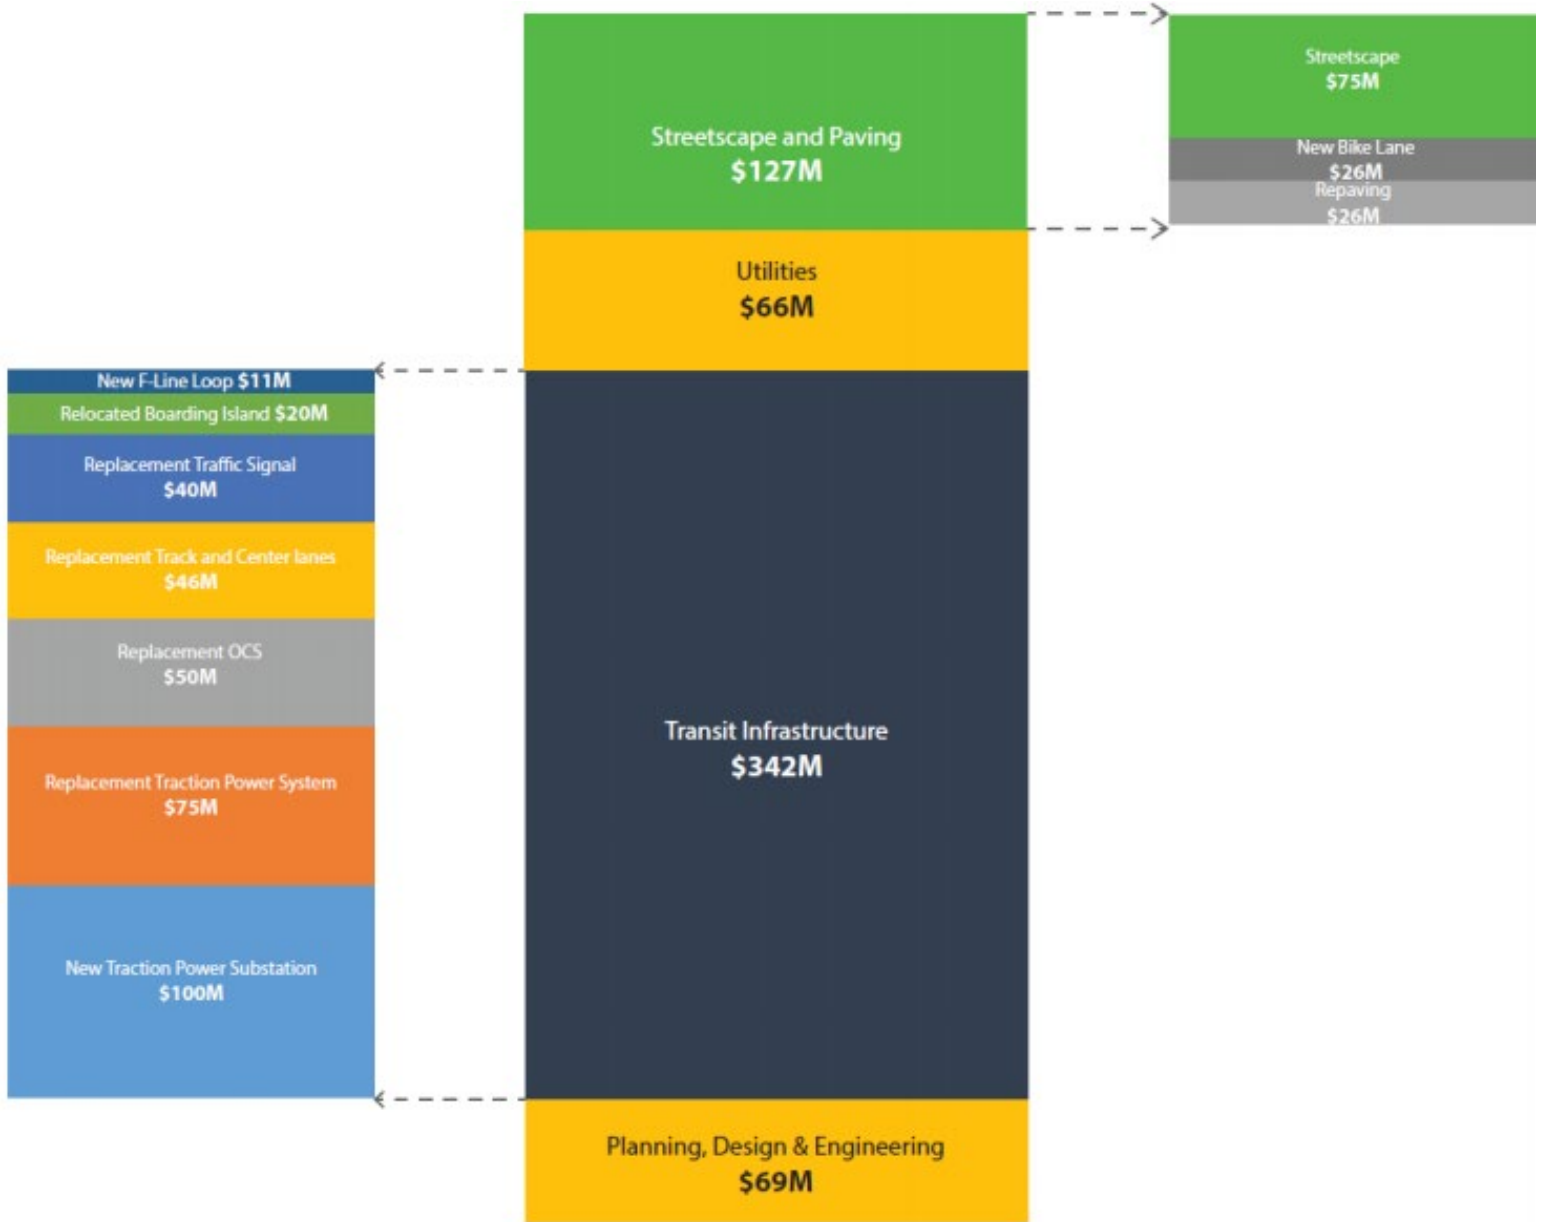 Streetscape and Paving
$127M
Utilities
$66M
Transit Infrastructure
$342M
Planning, Design & Engineering
$69M
Streetscape
$75M
New Bike Lane
$26M
Repaving
$26M
New F-Line Loop $11M
Relocated Boarding Island $20M
Replacement Traffic Signal
$40M
Replacement Track and Center lanes
$46M
Replacement OCS
$50M
Replacement Traction Power System
$75M
New Traction Power Substation
$100M